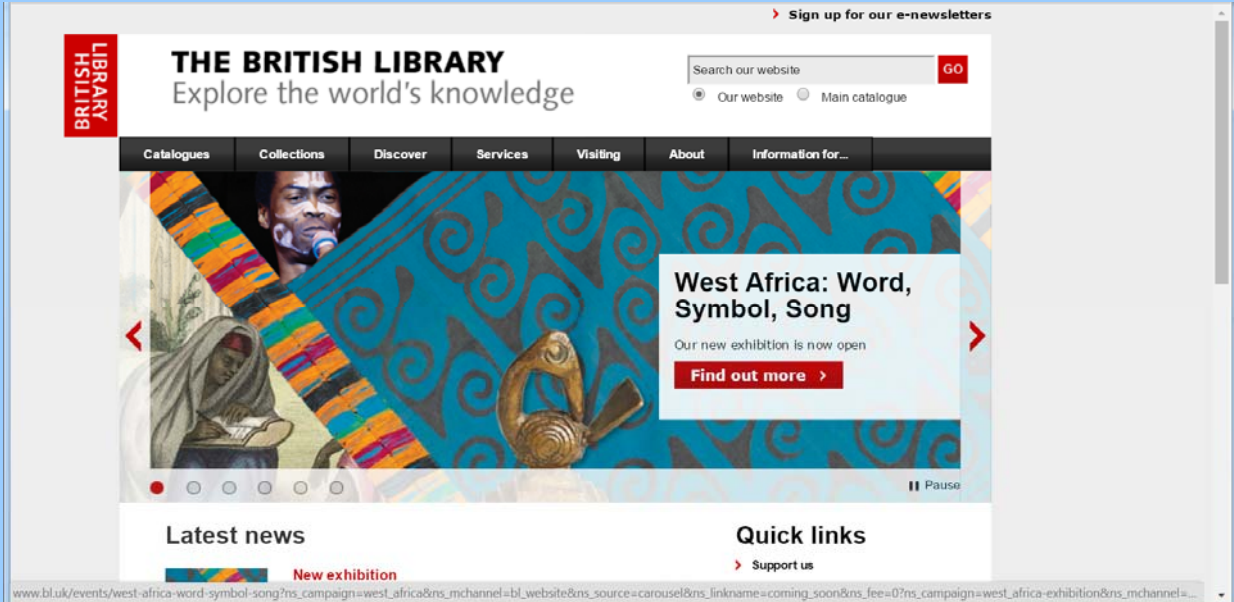 Sign up for our e-newsletters
BRITISH
LIBRARY
THE BRITISH LIBRARY
Explore the world's knowledge
Search our website
GO
Our website
Main catalogue
Catalogues
Collections
Discover
Services
Visiting
About
Information for...
West Africa: Word,
Symbol, Song
Our new exhibition is now open
Find out more
Pause
Latest news
Quick links
New exhibition
Support us
www.bl.uk/events/west-africa-word-symbol-song?ns_campaign=west_africa&ns_mchannel=bl_website&ns_source=carousel&ns_linkname=coming_soon&ns_fee=0?ns_campaign=west_africa-exhibition&ns_mchannel=...